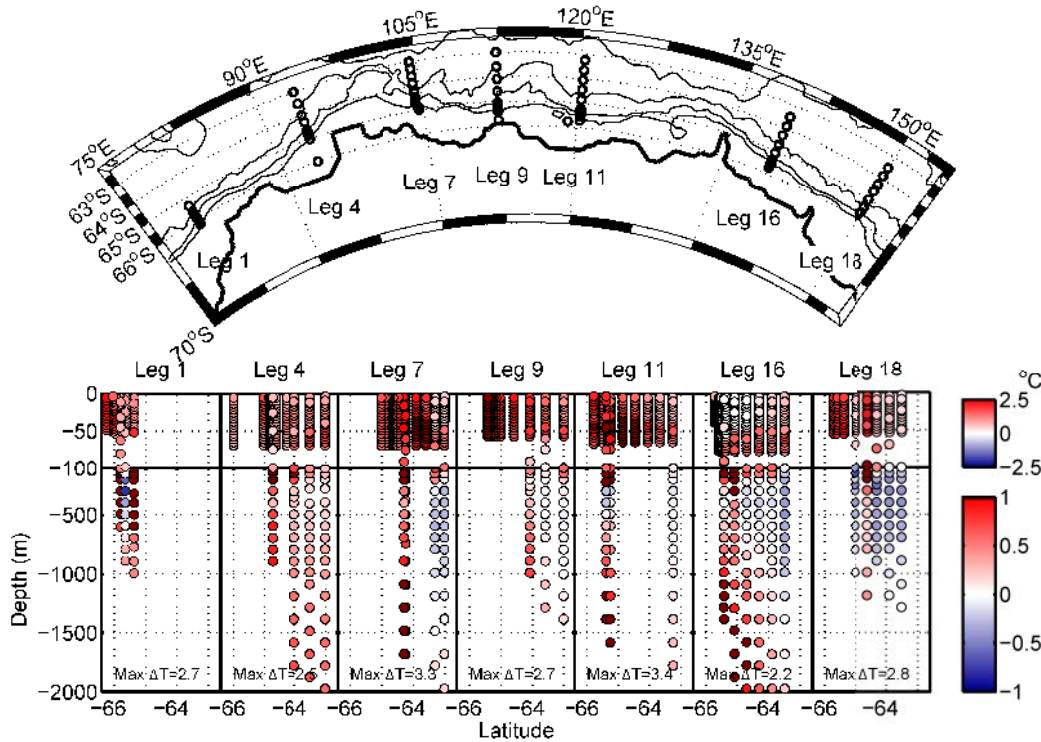 105°E
120°E
90°E
135°E
75°E
150°E
63°S
64°S
65°S
66°S
70°S
Leg 1
Leg 4
Leg 7
Leg 9
Leg 11
Leg 16
Leg 18
Leg 1 Leg 4 Leg 7 Leg 9 Leg 11 Leg 16 Leg 18
°C
0
−50
−100
−500
−1000
−1500
−2000
Depth (m)
2.5
0
−2.5
1
0.5
0
−0.5
−1
Max ΔT=2.7 Max ΔT=2. Max ΔT=3.3 Max ΔT=2.7 Max ΔT=3.4 Max ΔT=2.2 Max ΔT=2.8
−66 −64 −66 −64 −66 −64 −66 −64 −66 −64 −66 −64 −66 −64
Latitude